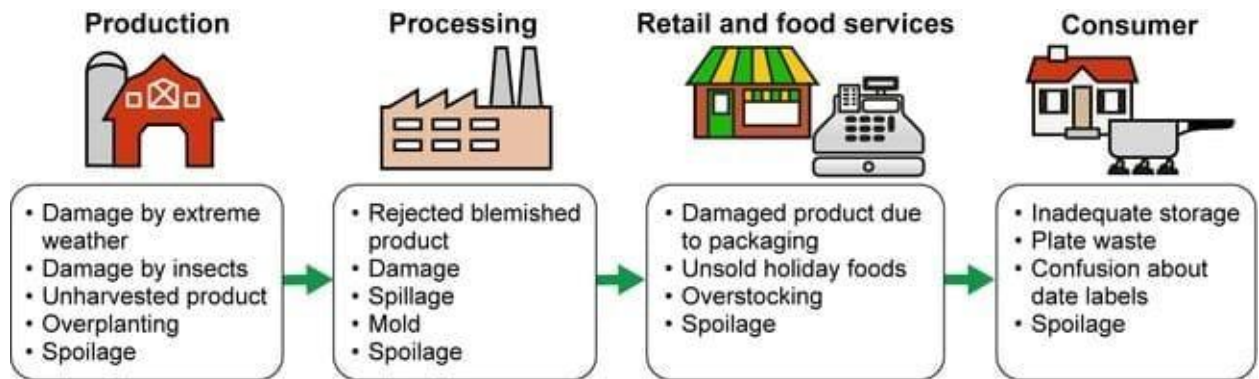 Production
• Damage by extreme
weather
• Damage by insects
• Unharvested product
• Overplanting
• Spoilage
Processing
• Rejected blemished
product
• Damage
• Spillage
• Mold
• Spoilage
Retail and food services
• Damaged product due
to packaging
• Unsold holiday foods
• Overstocking
• Spoilage
Consumer
• Inadequate storage
• Plate waste
• Confusion about
date labels
• Spoilage